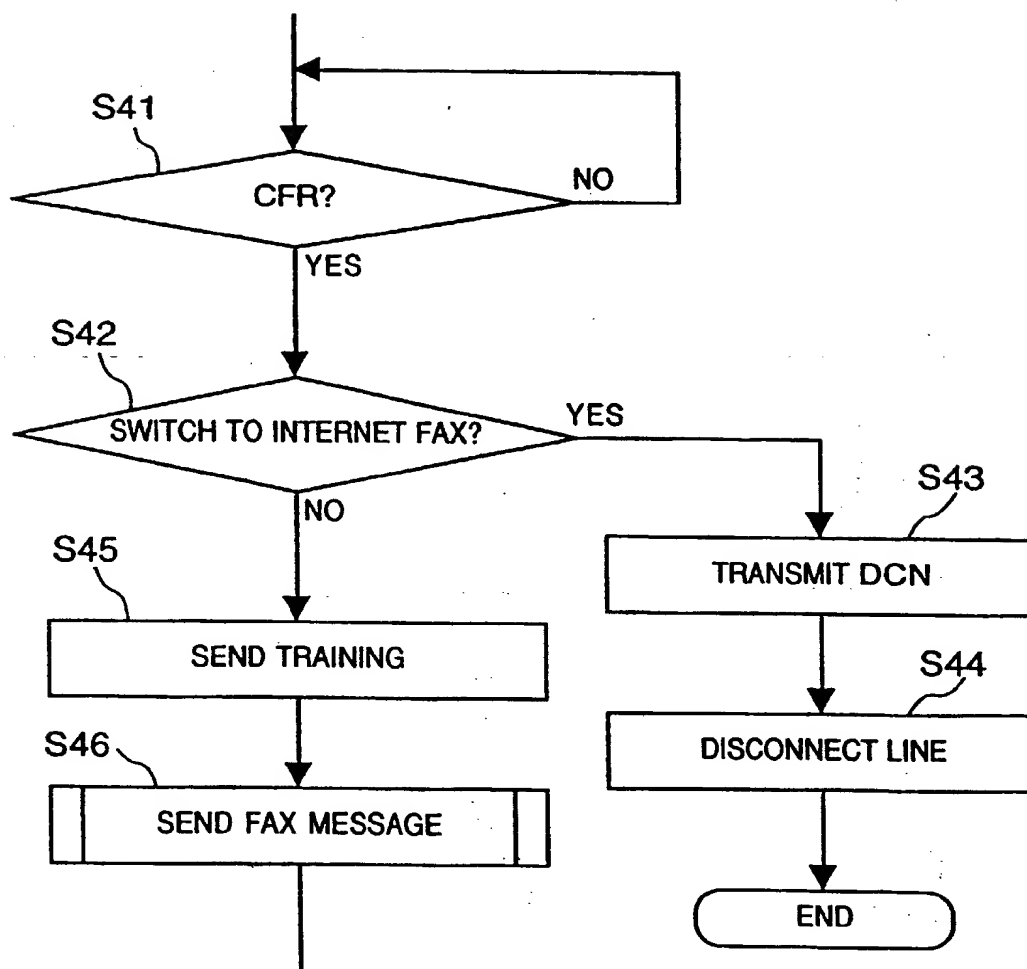 S41
CFR?
NO
YES
S42
SWITCH TO INTERNET FAX?
YES
NO
S43
TRANSMIT DCN
S45
SEND TRAINING
S44
DISCONNECT LINE
S46
SEND FAX MESSAGE
END